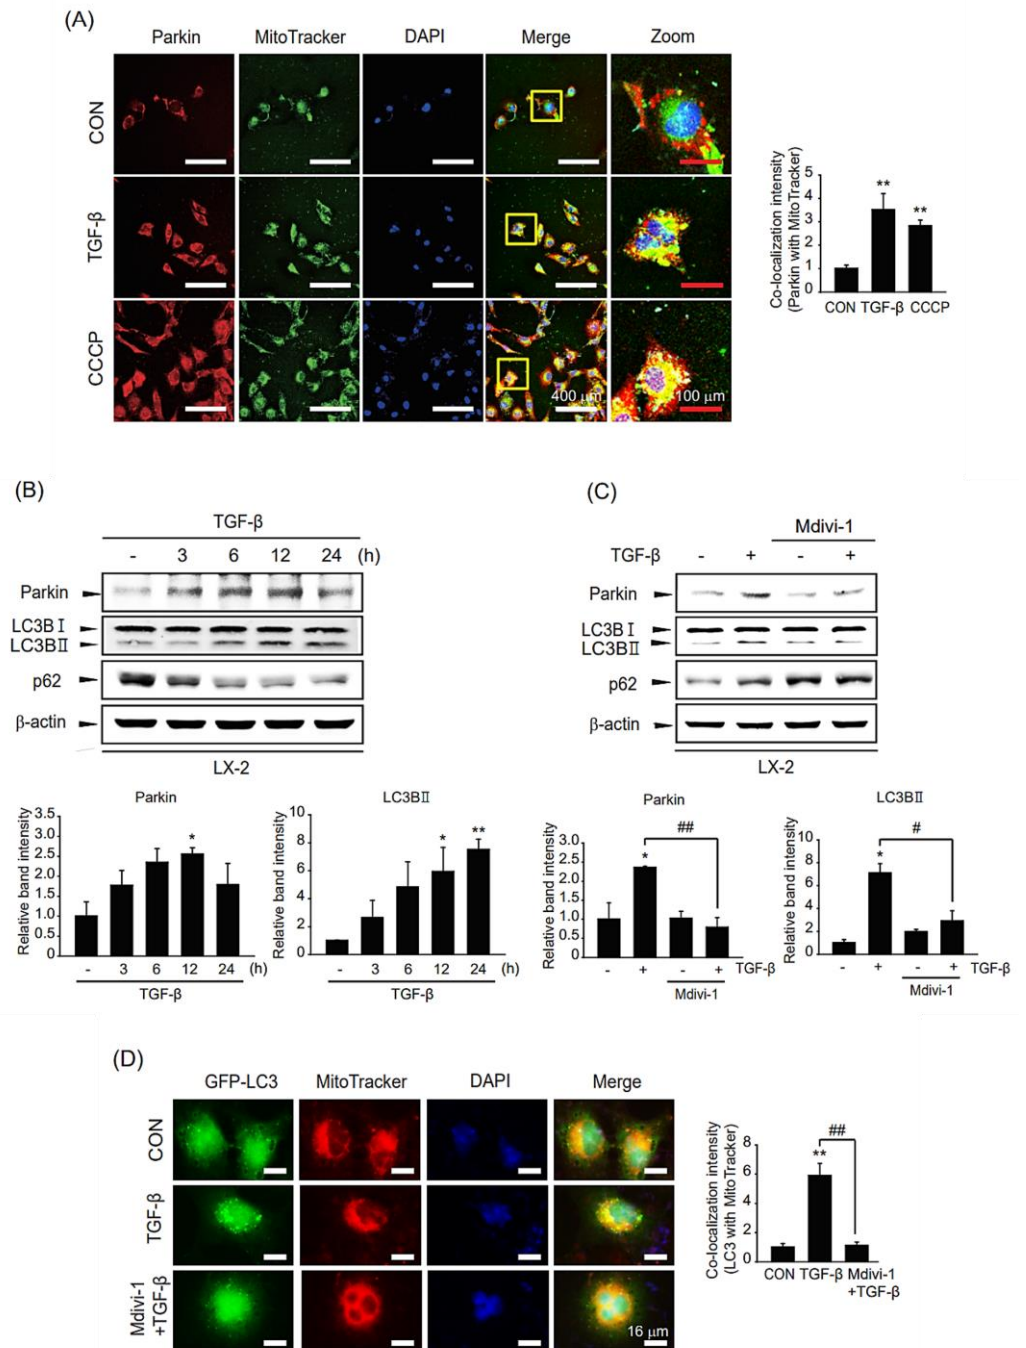 (A)
Parkin MitoTracker DAPI Merge Zoom
CON
TGF-β
CCCP
400 μm 100 μm
Co-localization intensity
(Parkin with MitoTracker)
5
4
3
2
1
0
** **
CON TGF-β CCCP
(B)
TGF-β
- 3 6 12 24 (h)
Parkin
LC3B I
LC3BⅡ
p62
β-actin
LX-2
Parkin
Relative band intensity
3.5
3.0
2.5
2.0
1.5
1.0
0.5
0
*
- 3 6 12 24 (h)
TGF-β
LC3BⅡ
Relative band intensity
10
8
6
4
2
0
* **
- 3 6 12 24 (h)
TGF-β
(C)
Mdivi-1
TGF-β - + - +
Parkin
LC3B I
LC3BⅡ
p62
β-actin
LX-2
Parkin
Relative band intensity
3.0
2.5
2.0
1.5
1.0
0.5
0
* ##
- + - + TGF-β
Mdivi-1
LC3BⅡ
Relative band intensity
10
8
6
4
2
0
* #
- + - + TGF-β
Mdivi-1
(D)
GFP-LC3 MitoTracker DAPI Merge
CON
TGF-β
Mdivi-1
+TGF-β
16 μm
Co-localization intensity
(LC3 with MitoTracker)
8
6
4
2
0
** ##
CON TGF-β Mdivi-1
+TGF-β